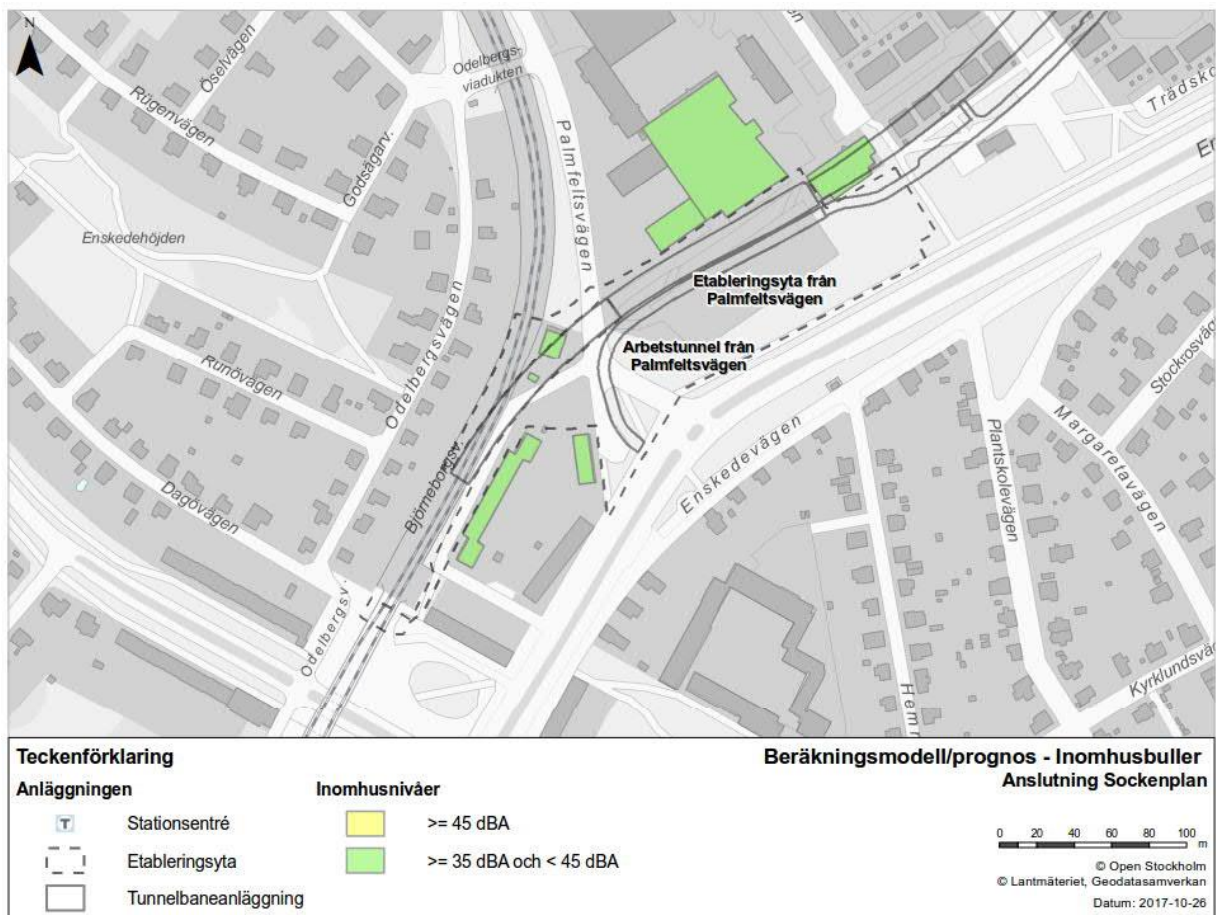 N
Öselvägen
Rügenvägen
Godsägarv.
Odelbergs-
viadukten
Palmfeltsvägen
Trädsko
Enskedehöjden
Etableringsyta från
Palmfeltsvägen
Arbetstunnel från
Palmfeltsvägen
Odelbergsvägen
Runövägen
Dagövägen
Björneborgsv.
Enskedevägen
Plantskolevägen
Margaretavägen
Stockrosväg
Odelbergsv.
Kyrklundsvä
Teckenförklaring
Anläggningen
T
Stationsentré
Etableringsyta
Tunnelbaneanläggning
Inomhusnivåer
>= 45 dBA
>= 35 dBA och < 45 dBA
Beräkningsmodell/prognos - Inomhusbuller
Anslutning Sockenplan
0 20 40 60 80 100
m
© Open Stockholm
© Lantmäteriet, Geodatasamverkan
Datum: 2017-10-26